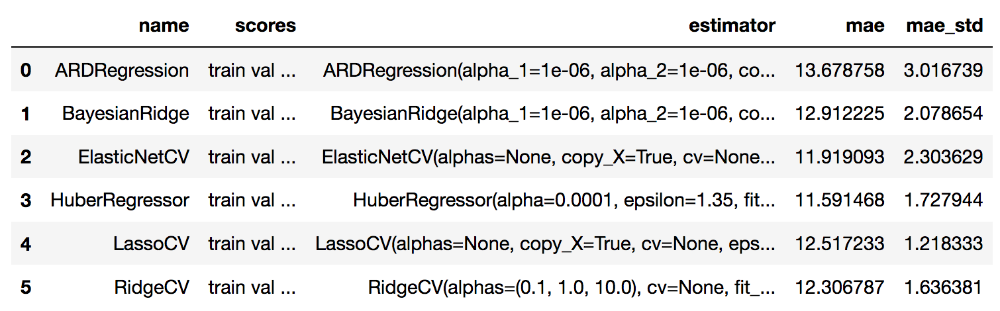 name scores estimator mae mae_std
0 ARDRegression train val ... ARDRegression(alpha_1=1e-06, alpha_2=1e-06, co... 13.678758 3.016739
1 BayesianRidge train val ... BayesianRidge(alpha_1=1e-06, alpha_2=1e-06, co... 12.912225 2.078654
2 ElasticNetCV train val ... ElasticNetCV(alphas=None, copy_X=True, cv=None... 11.919093 2.303629
3 HuberRegressor train val ... HuberRegressor(alpha=0.0001, epsilon=1.35, fit... 11.591468 1.727944
4 LassoCV train val ... LassoCV(alphas=None, copy_X=True, cv=None, eps... 12.517233 1.218333
5 RidgeCV train val ... RidgeCV(alphas=(0.1, 1.0, 10.0), cv=None, fit_... 12.306787 1.636381